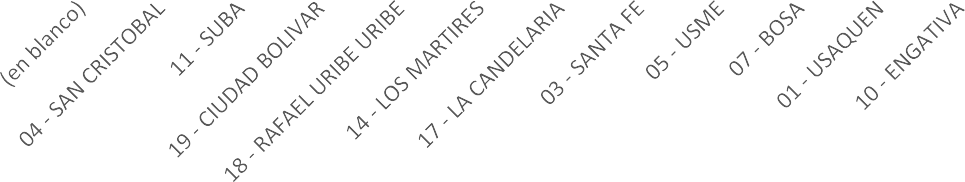 (en blanco)
04 - SAN CRISTOBAL
11 - SUBA
19 - CIUDAD BOLIVAR
18 - RAFAEL URIBE URIBE
14 - LOS MARTIRES
17 - LA CANDELARIA
03 - SANTA FE
05 - USME
07 - BOSA
01 - USAQUEN
10 - ENGATIVA